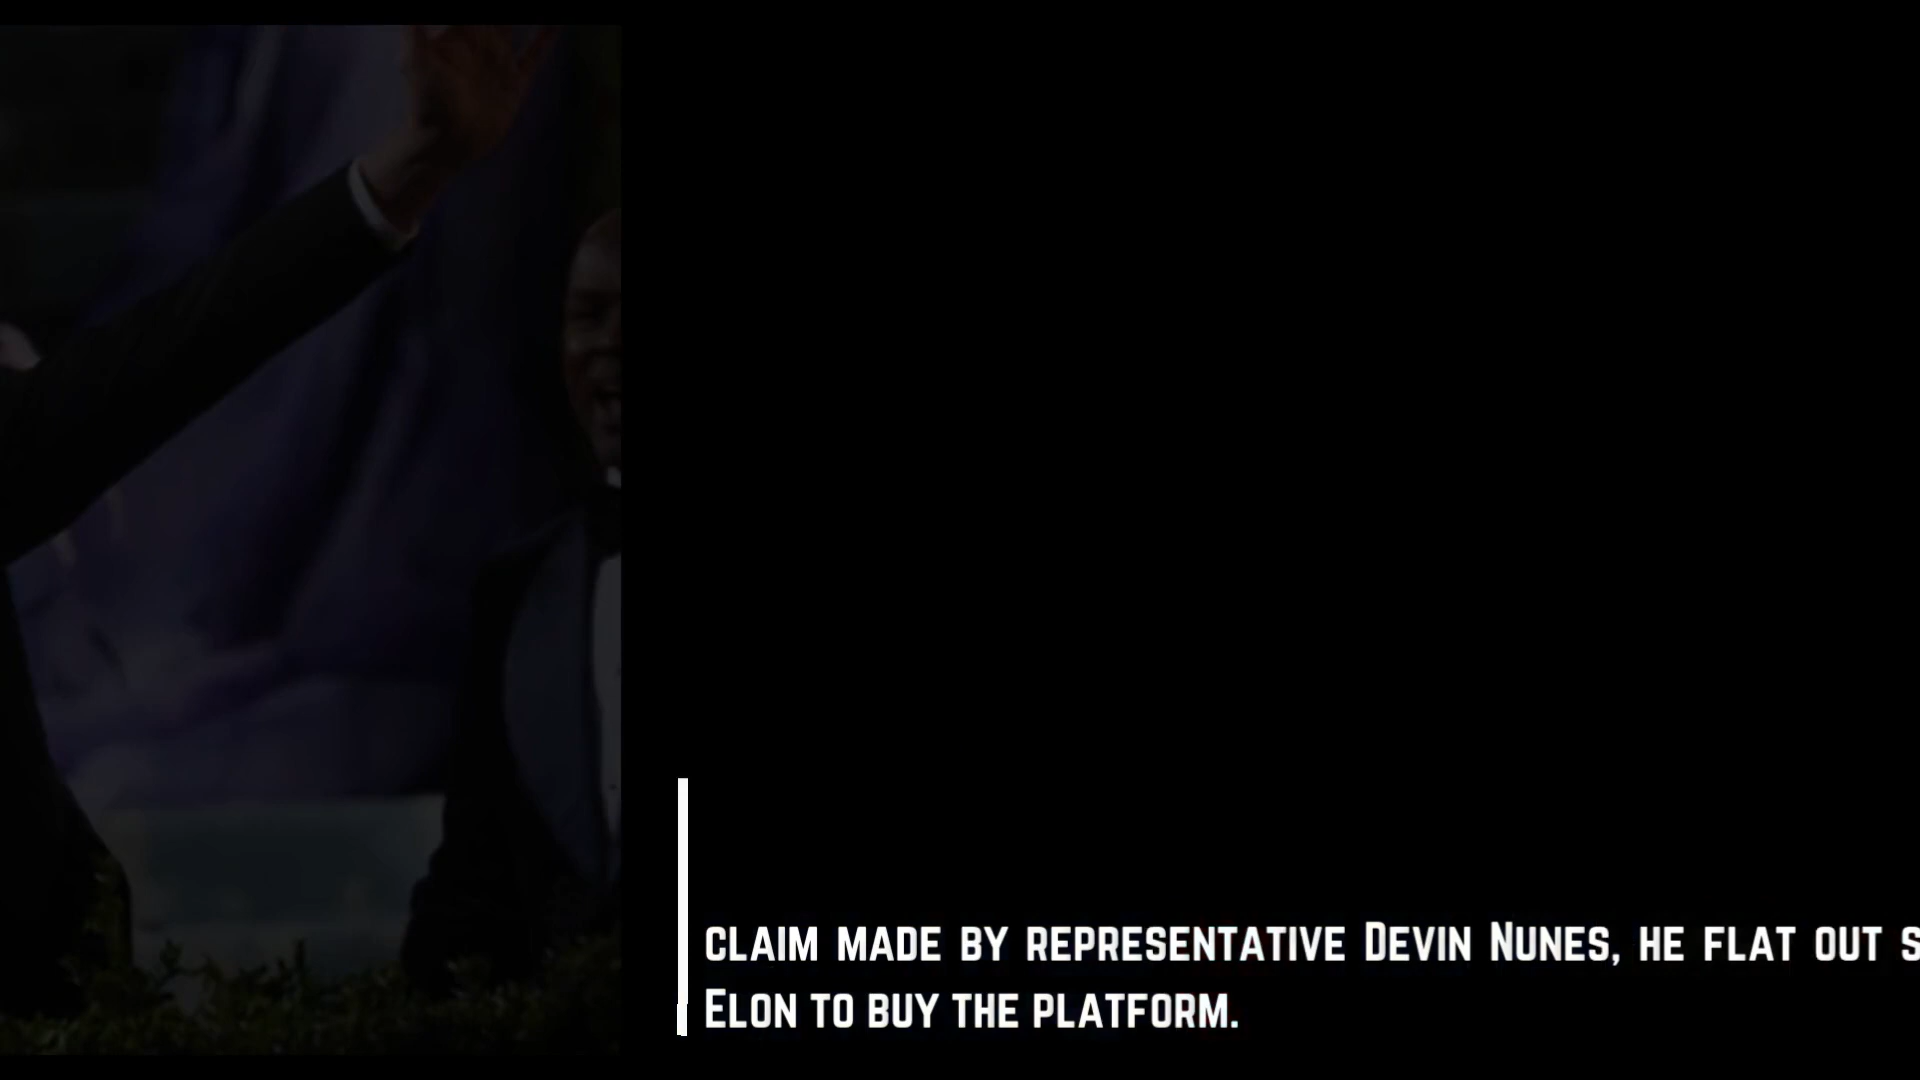 claim made by representative Devin Nunes, he flat out
Elon to buy the platform.